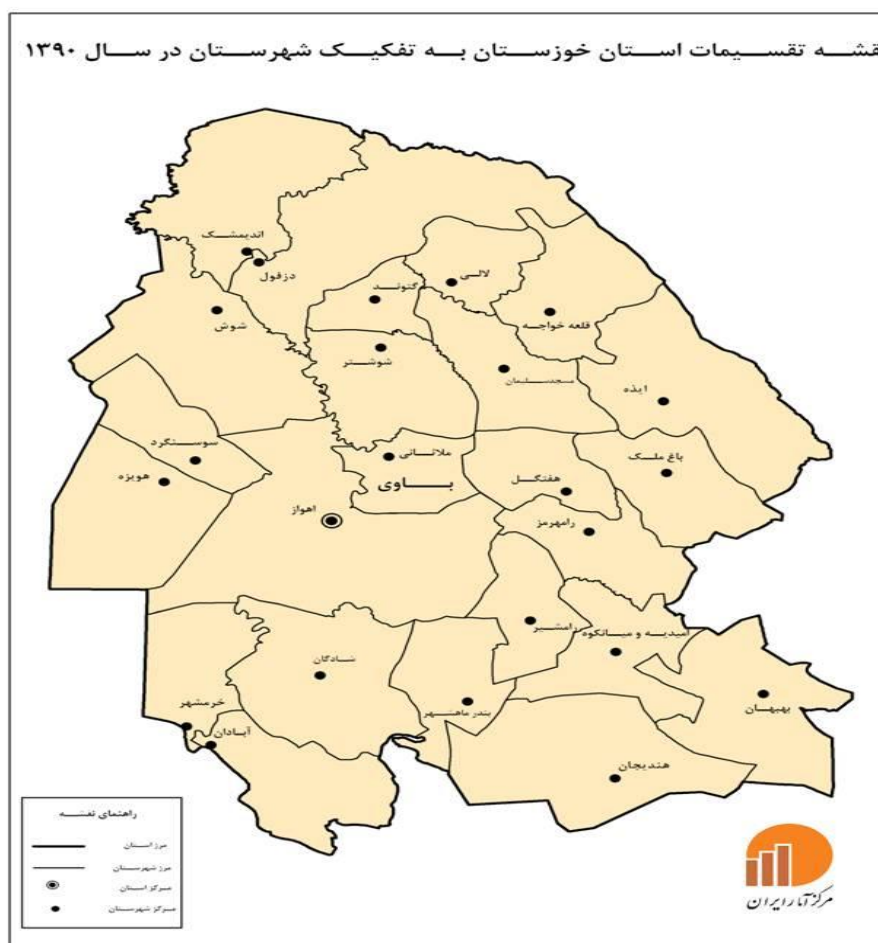 قشه تقسیمات استان خوزستان به تفکیک شهرستان در سال ۱۳۹۰
اندیمشک
دزفول
لالی
گتوند
قلعه خواجه
شوش
شوشتر
مسجدسلیمان
ایذه
سوسنگرد
ملاثانی
باغ ملک
هویزه
باوی
هفتگل
اهواز
رامهرمز
رامشیر
امیدیه و میانکوه
شادگان
بندر ماهشهر
بهبهان
خرمشهر
آبادان
هندیجان
راهنمای نقشه
مرز استان
مرز شهرستان
مرکز استان
مرکز شهرستان
مرکز آمار ایران